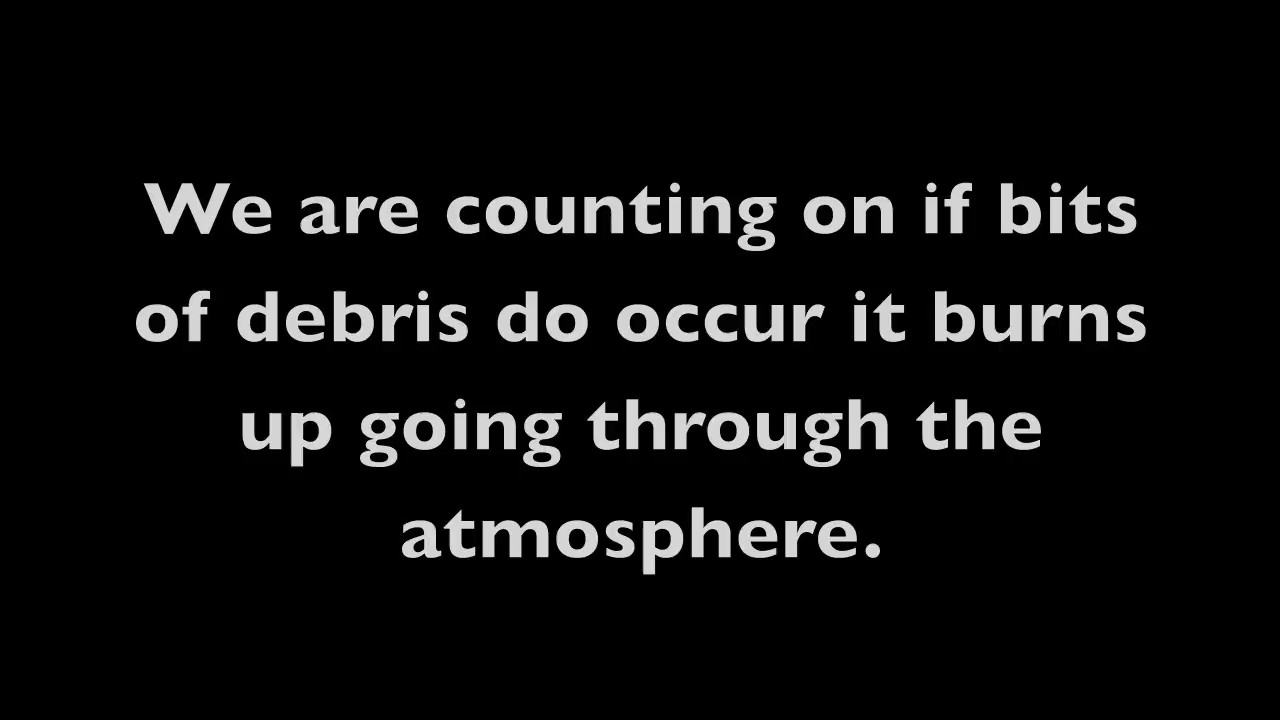 We are counting on if bits
of debris do occur it burns
up going through the
atmosphere.